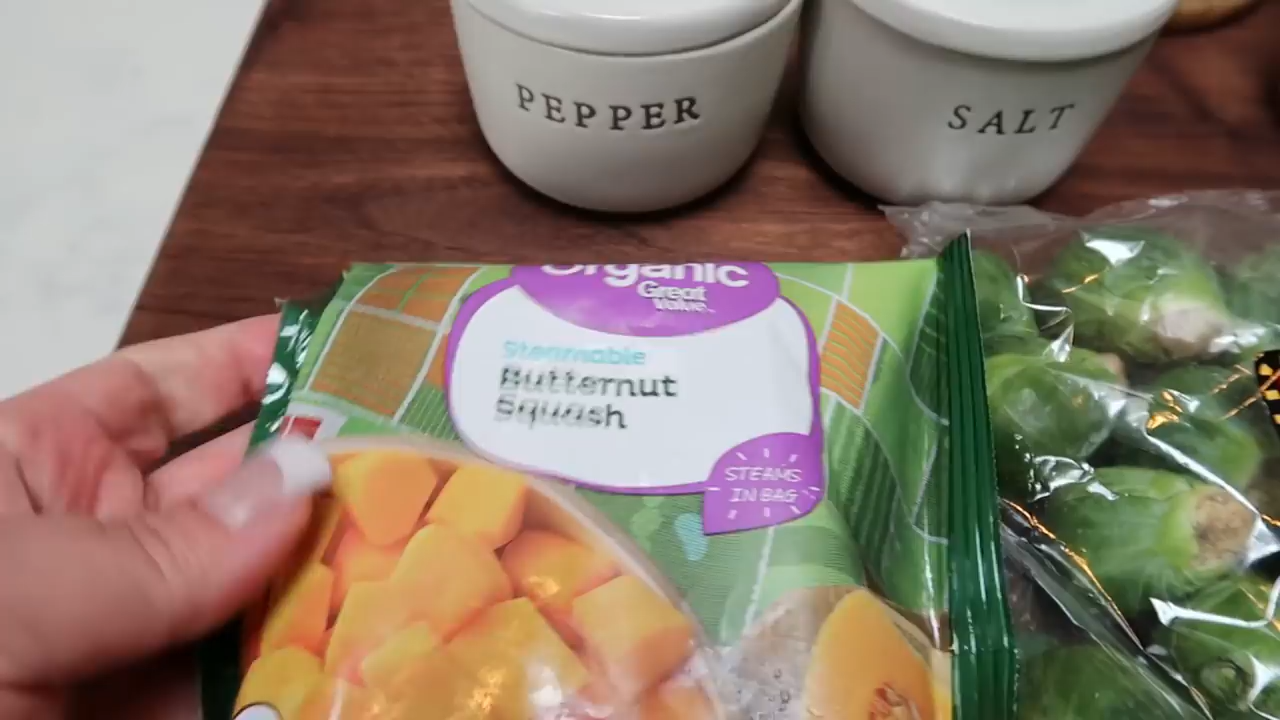 PEPPER
SALT
Organic
Great
Value
Steamable
Butternut
Squash
STEAMS
IN BAG